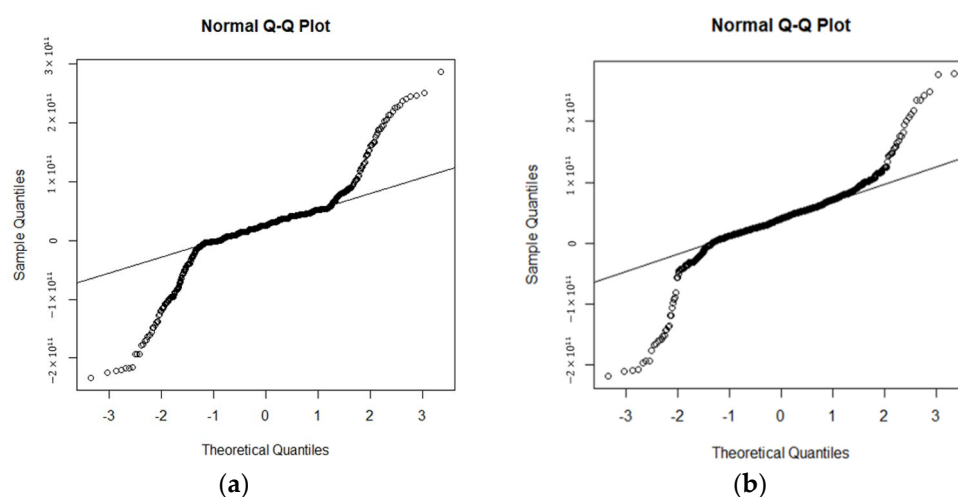 Normal Q-Q Plot
Sample Quantiles
3×10¹¹
2×10¹¹
1×10¹¹
0
−1×10¹¹
−2×10¹¹
-3 -2 -1 0 1 2 3
Theoretical Quantiles
(a)
Normal Q-Q Plot
Sample Quantiles
2×10¹¹
1×10¹¹
0
−1×10¹¹
−2×10¹¹
-3 -2 -1 0 1 2 3
Theoretical Quantiles
(b)